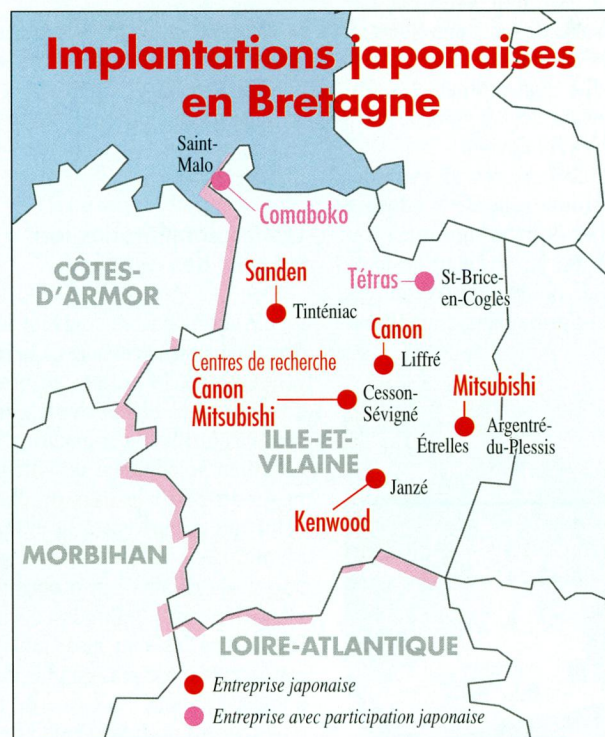 Implantations japonaises
en Bretagne
Saint-
Malo
Comaboko
CÔTES-
D'ARMOR
Sanden
Tinténiac
Tétras
St-Brice-
en-Coglès
Canon
Liffré
Centres de recherche
Canon
Mitsubishi
Cesson-
Sévigné
Mitsubishi
Étrelles
Argentré-
du-Plessis
ILLE-ET-
VILAINE
Janzé
Kenwood
MORBIHAN
LOIRE-ATLANTIQUE
Entreprise japonaise
Entreprise avec participation japonaise